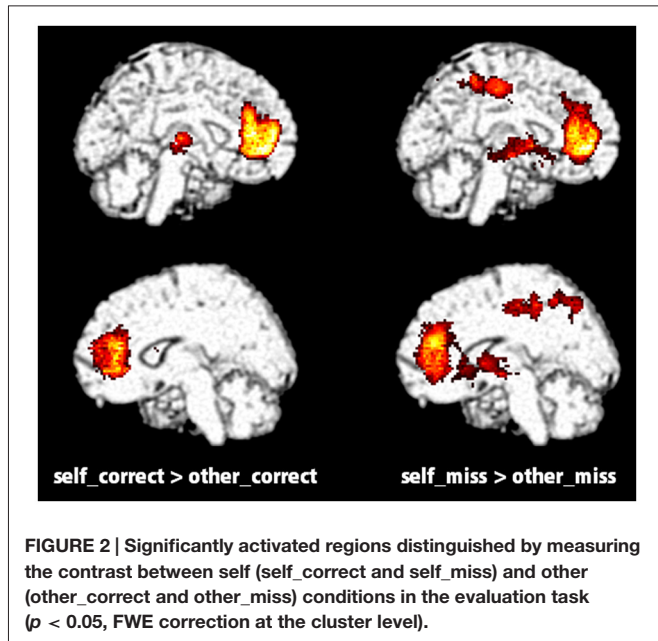 self_correct > other_correct self_miss > other_miss
FIGURE 2 | Significantly activated regions distinguished by measuring
the contrast between self (self_correct and self_miss) and other
(other_correct and other_miss) conditions in the evaluation task
(p < 0.05, FWE correction at the cluster level).